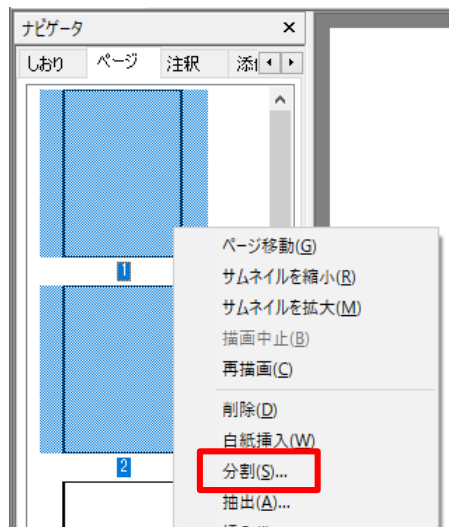 ナビゲータ ×
しおり ページ 注釈
1
ページ移動(G)
サムネイルを縮小(R)
サムネイルを拡大(M)
描画中止(B)
再描画(C)
削除(D)
白紙挿入(W)
2
分割(S)...
抽出(A)...